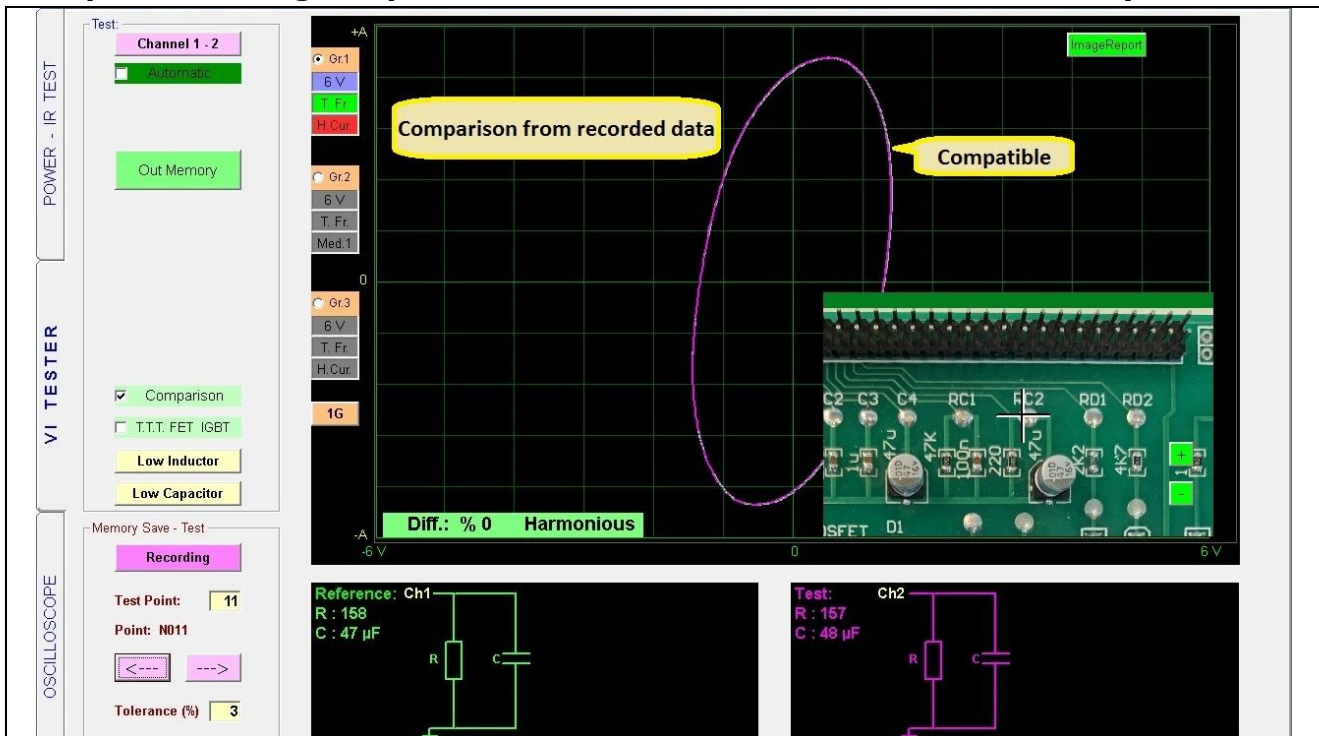 Test:
Channel 1 - 2
Automatic
Out Memory
Comparison
T.T.T. FET IGBT
Low Inductor
Low Capacitor
Memory Save - Test
Recording
Test Point: 11
Point: N011
<--- --->
Tolerance (%) 3
POWER - IR TEST
VI TESTER
OSCILLOSCOPE
+A
Gr.1
6 V
T. Fr.
H.Cur.
Gr.2
6 V
T. Fr.
Med.1
0
Gr.3
6 V
T. Fr.
H.Cur.
1G
-A
-6 V 0 6 V
ImageReport
Comparison from recorded data
Compatible
Diff.: % 0 Harmonious
C2 C3 C4 RC1 RC2 RD1 RD2
1u 47u 47K 100n 220 47u 2K2 4K7
+
-
OSFET D1
Reference: Ch1
R : 158
C : 47 µF
R C
Test: Ch2
R : 157
C : 48 µF
R C